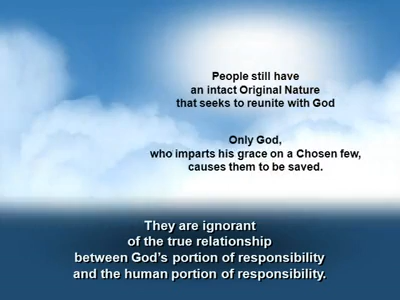 People still have
an intact Original Nature
that seeks to reunite with God
Only God,
who imparts his grace on a Chosen few,
causes them to be saved.
They are ignorant
of the true relationship
between God's portion of responsibility
and the human portion of responsibility.